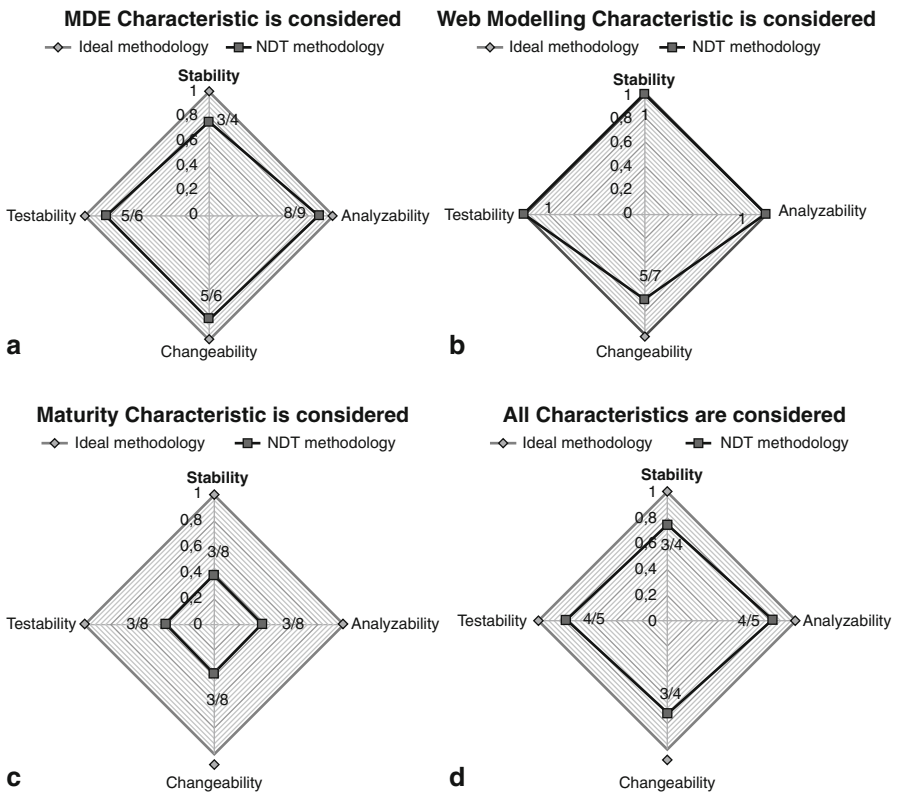 MDE Characteristic is considered
Ideal methodology NDT methodology
Stability
1
0,8
3/4
0,6
0,4
0,2
Testability 5/6 0 8/9 Analyzability
5/6
Changeability
a
Web Modelling Characteristic is considered
Ideal methodology NDT methodology
Stability
1
0,8 1
0,6
0,4
0,2
Testability 1 0 1 Analyzability
5/7
Changeability
b
Maturity Characteristic is considered
Ideal methodology NDT methodology
Stability
1
0,8
0,6 3/8
0,4
0,2
Testability 3/8 0 3/8 Analyzability
3/8
Changeability
c
All Characteristics are considered
Ideal methodology NDT methodology
Stability
1
0,8
0,6 3/4
0,4
0,2
Testability 4/5 0 4/5 Analyzability
3/4
Changeability
d